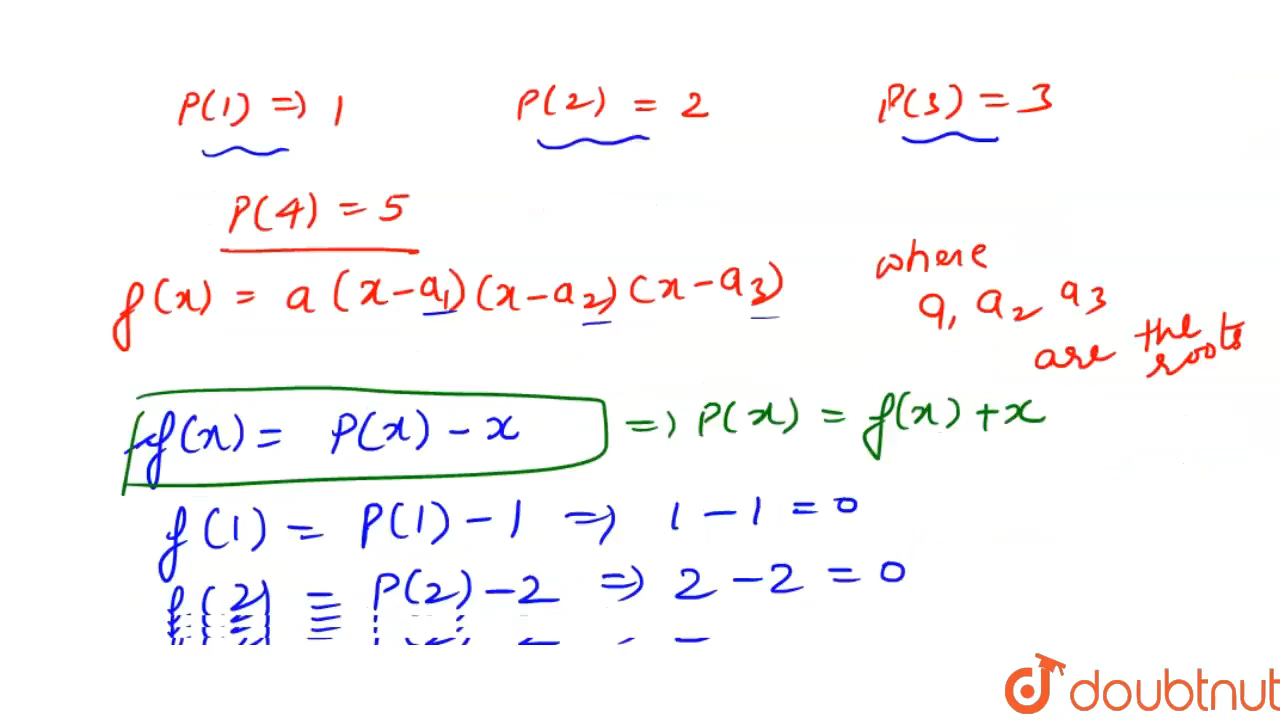 P(1) => 1 P(2) = 2 P(3) = 3
P(4) = 5
f(x) = a (x-a1)(x-a2)(x-a3) where
a1 a2 a3
are the
roots
f(x) = P(x) - x => P(x) = f(x) + x
f(1) = P(1) - 1 => 1 - 1 = 0
f(2) = P(2) - 2 => 2 - 2 = 0
doubtnut